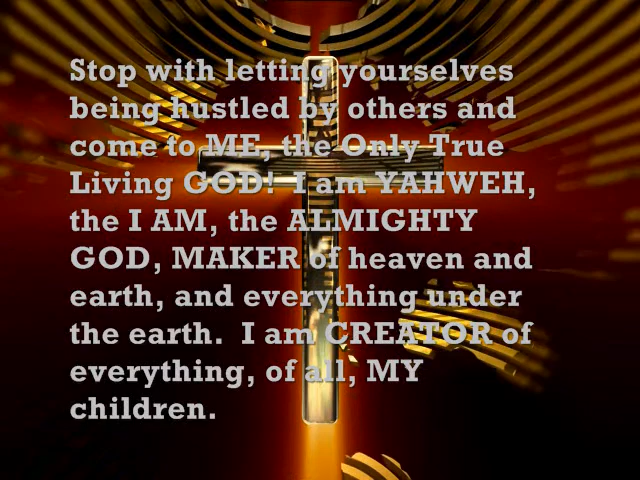 Stop with letting yourselves
being hustled by others and
come to ME, the Only True
Living GOD!  I am YAHWEH,
the I AM, the ALMIGHTY
GOD, MAKER of heaven and
earth, and everything under
the earth.  I am CREATOR of
everything, of all, MY
children.